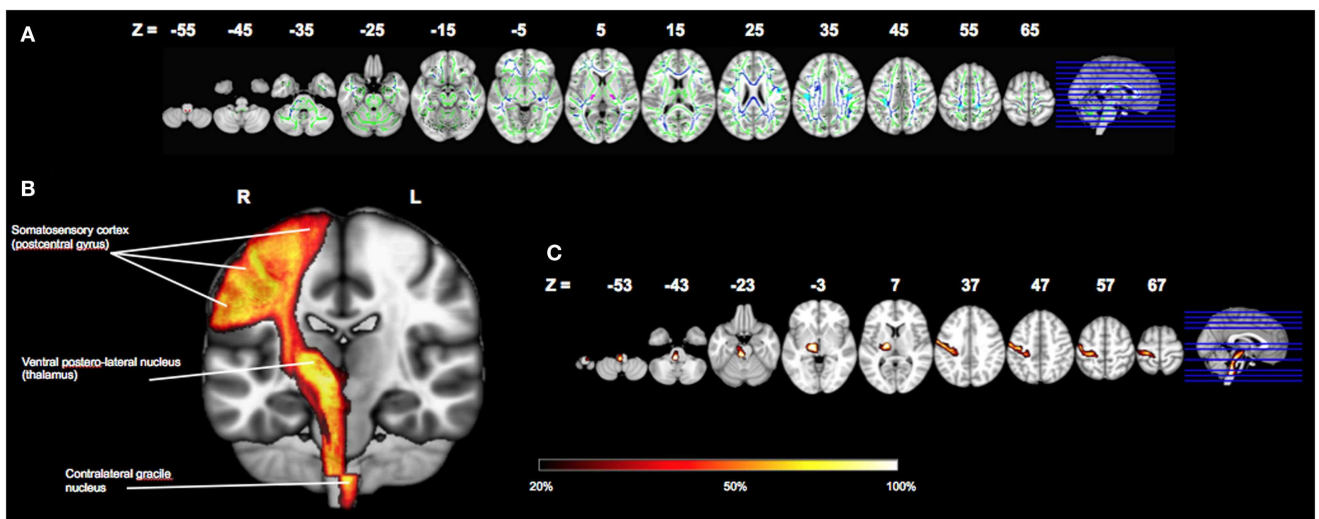 A
Z = -55 -45 -35 -25 -15 -5 5 15 25 35 45 55 65
B
R L
Somatosensory cortex
(postcentral gyrus)
Ventral postero-lateral nucleus
(thalamus)
Contralateral gracile
nucleus
C
Z = -53 -43 -23 -3 7 37 47 57 67
20% 50% 100%